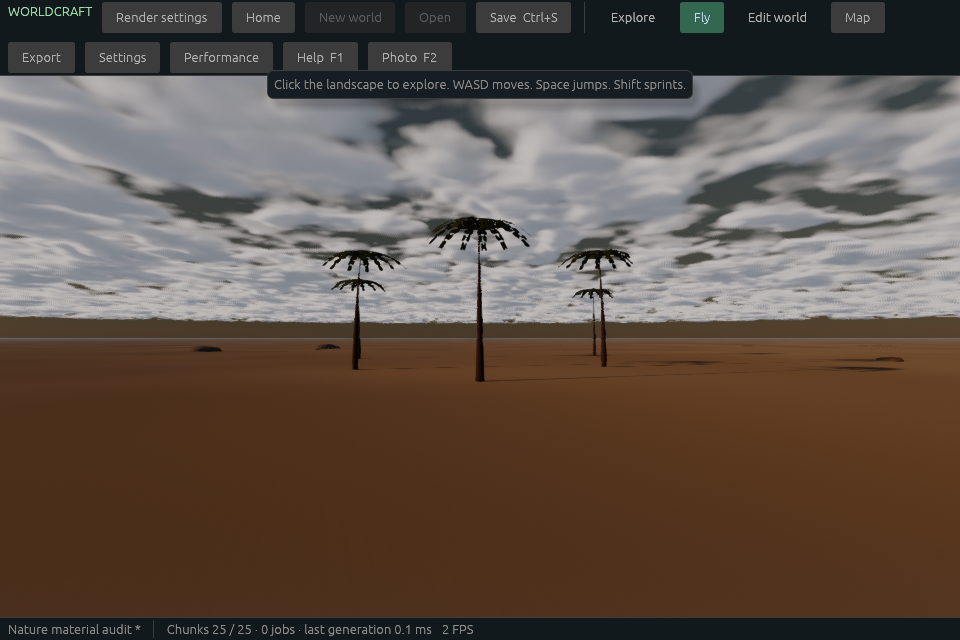 WORLDCRAFT Render settings Home New world Open Save Ctrl+S Explore Fly Edit world Map
Export Settings Performance Help F1 Photo F2
Click the landscape to explore. WASD moves. Space jumps. Shift sprints.
Nature material audit * Chunks 25 / 25 · 0 jobs · last generation 0.1 ms 2 FPS